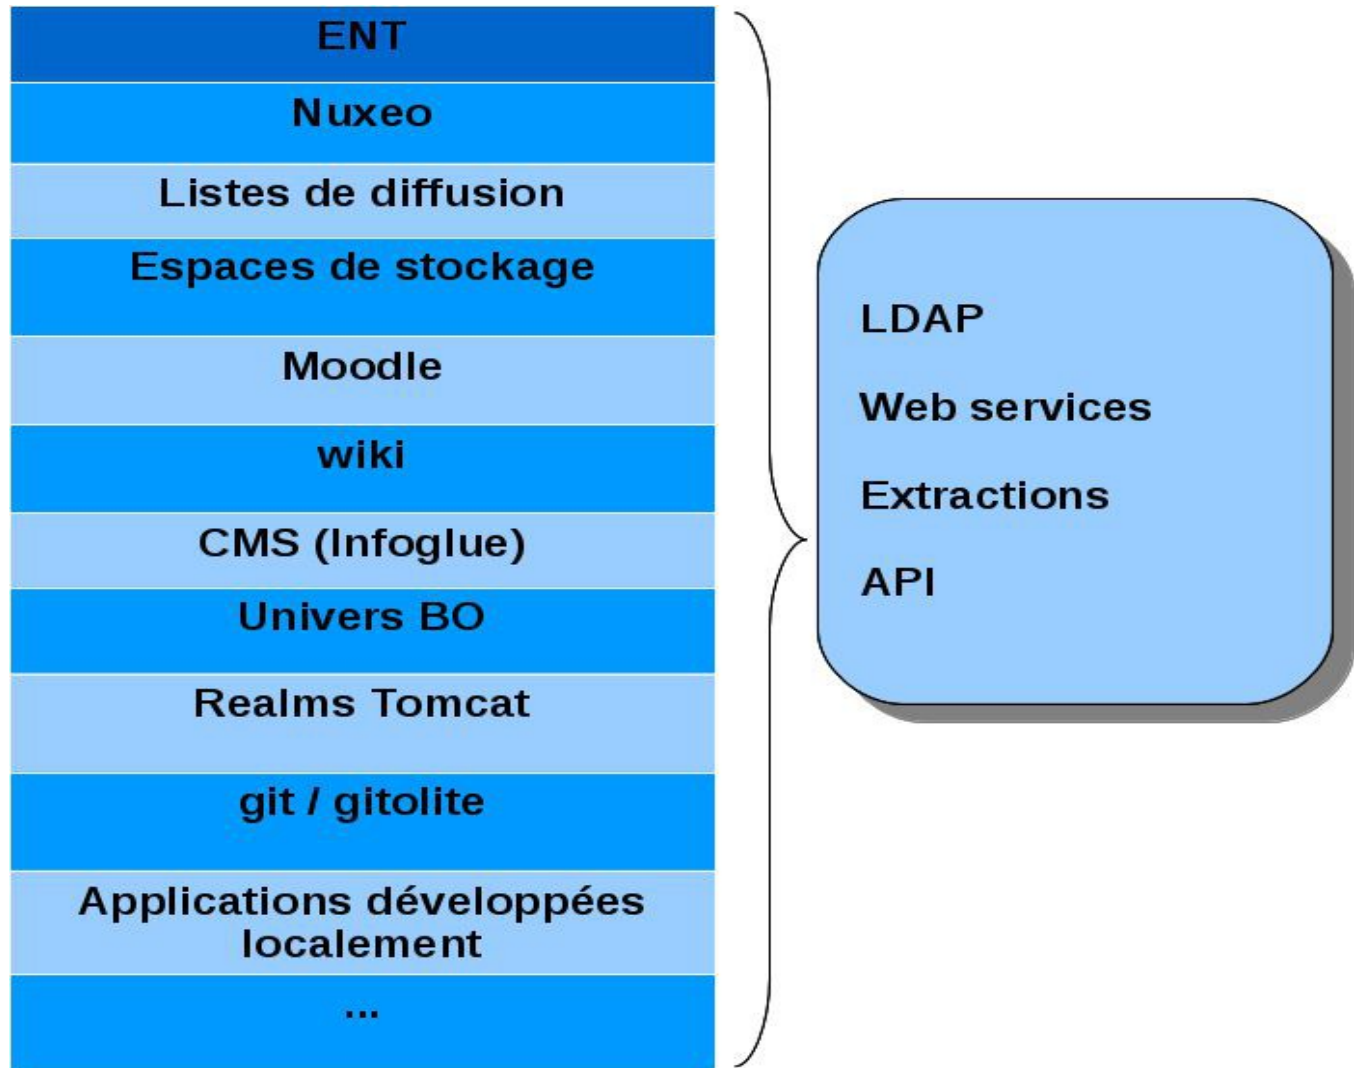 ENT
Nuxeo
Listes de diffusion
Espaces de stockage
Moodle
wiki
CMS (Infoglue)
Univers BO
Realms Tomcat
git / gitolite
Applications développées
localement
...
LDAP
Web services
Extractions
API